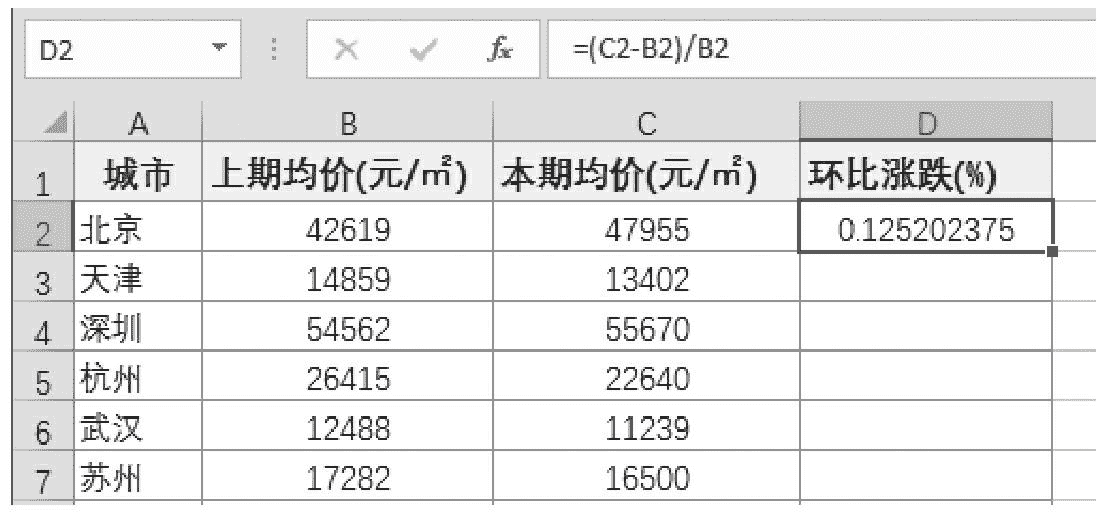 D2 fx =(C2-B2)/B2
A B C D
1 城市 上期均价(元/㎡) 本期均价(元/㎡) 环比涨跌(%)
2 北京 42619 47955 0.125202375
3 天津 14859 13402
4 深圳 54562 55670
5 杭州 26415 22640
6 武汉 12488 11239
7 苏州 17282 16500